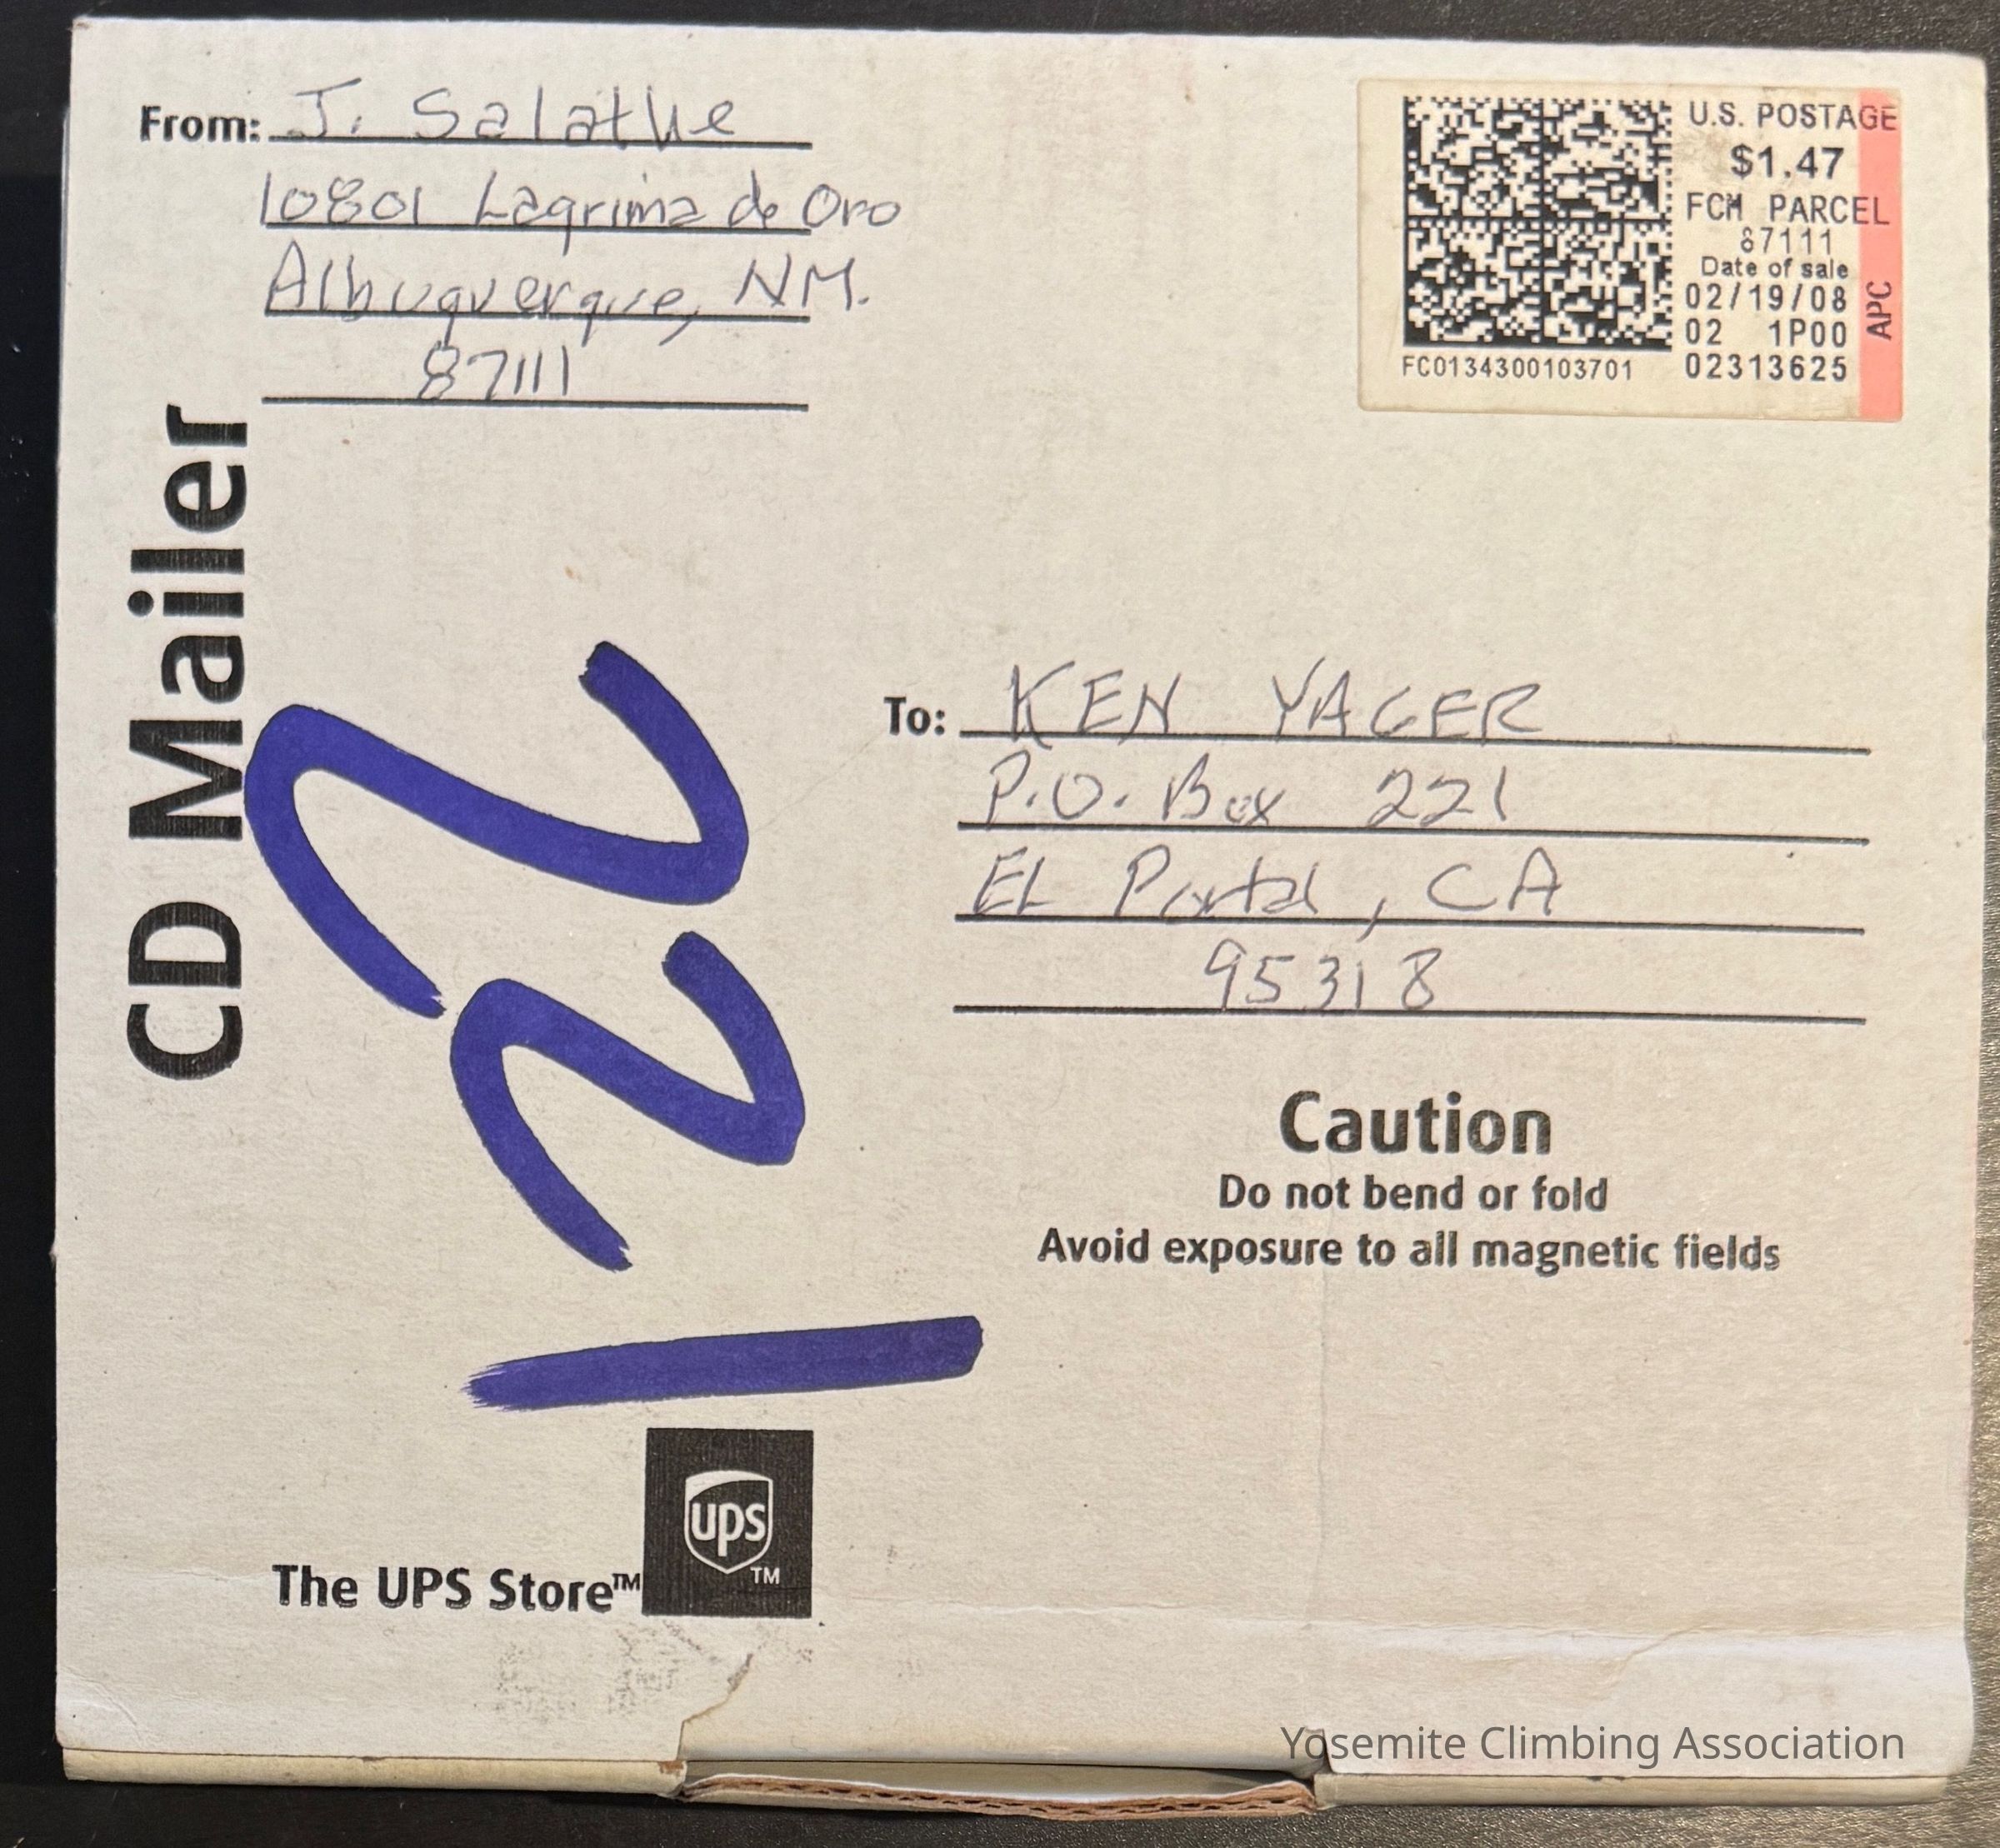 From: J. Salathe
10801 Lagrima de Oro
Albuquerque, NM.
87111
U.S. POSTAGE
$1.47
FCM PARCEL
87111
Date of sale
02/19/08
02 1P00
02313625
APC
FC0134300103701
CD Mailer
122
To: KEN YAGER
P.O. Box 221
EL Portal, CA
95318
Caution
Do not bend or fold
Avoid exposure to all magnetic fields
The UPS Store™
ups
TM
Yosemite Climbing Association